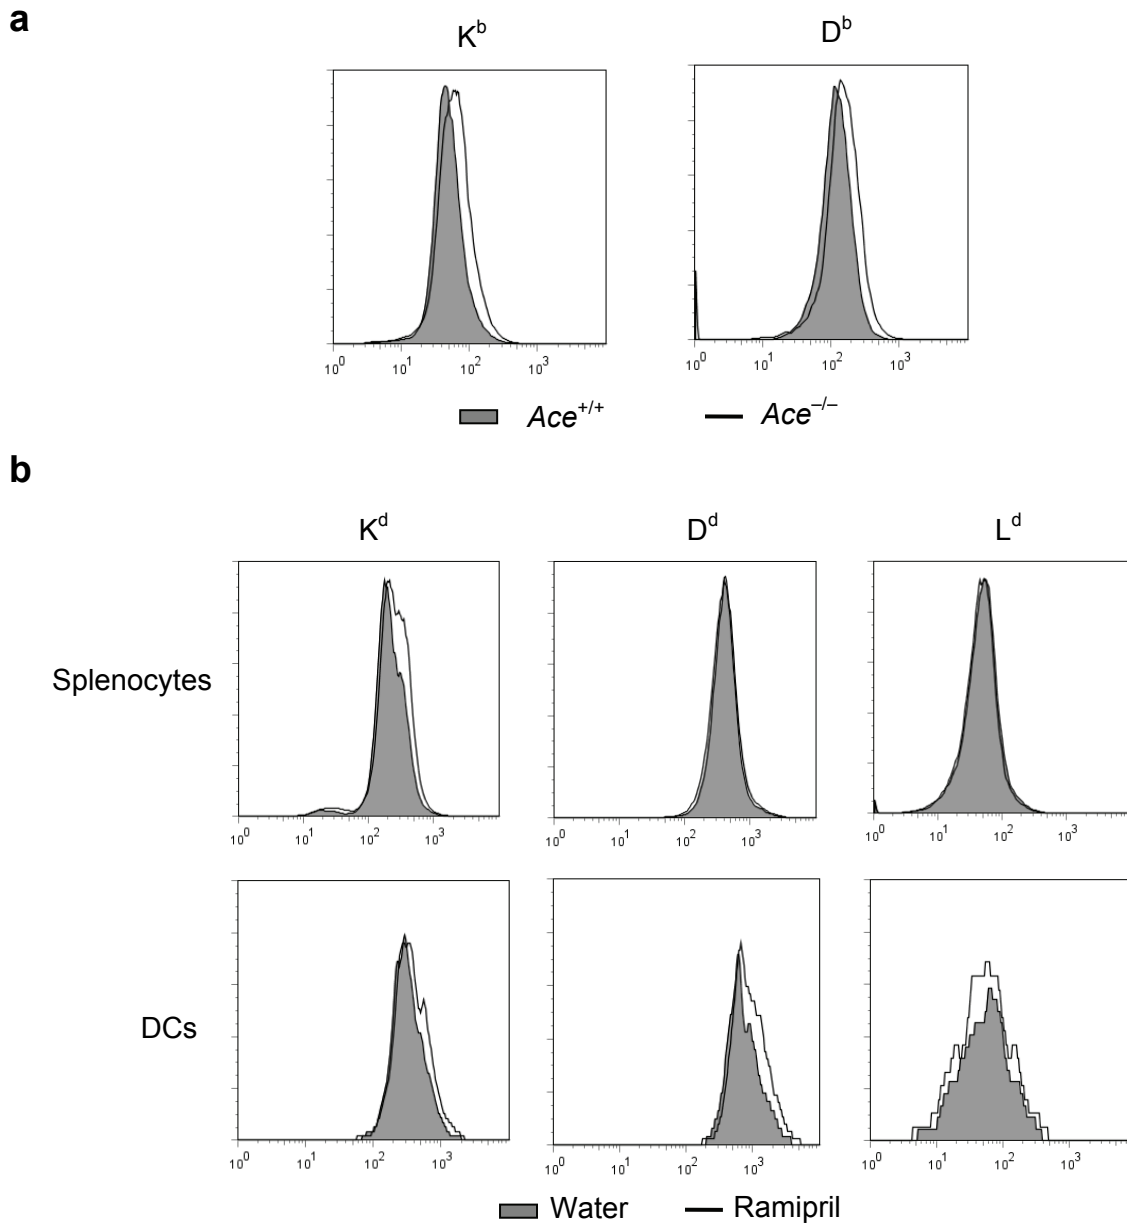 a
K^b D^b
10^0 10^1 10^2 10^3 10^0 10^1 10^2 10^3
Ace^+/+ Ace^–/–
b
K^d D^d L^d
Splenocytes
10^0 10^1 10^2 10^3 10^0 10^1 10^2 10^3 10^0 10^1 10^2 10^3
DCs
10^0 10^1 10^2 10^3 10^0 10^1 10^2 10^3 10^0 10^1 10^2 10^3
Water Ramipril